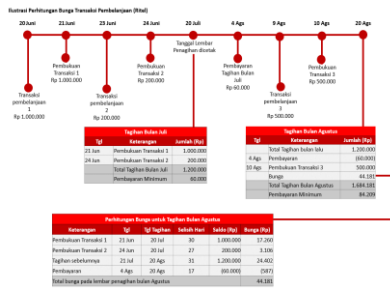 Ilustrasi Perhitungan Bunga Transaksi Pembelanjaan (Ritel)
20 Juni 21 Juni 25 Juni 24 Juni 20 Juli 4 Ags 9 Ags 10 Ags 20 Ags
Tanggal Lembar
Penagihan dicetak
Pembukuan
Transaksi 1
Rp 1.000.000
Pembukuan
Transaksi 2
Rp 200.000
Pembayaran
Tagihan Bulan
Juli
Rp 60.000
Pembukuan
Transaksi 3
Rp 500.000
Transaksi
pembelanjaan
1
Rp 1.000.000
Transaksi
pembelanjaan
2
Rp 200.000
Transaksi
pembelanjaan
3
Rp 500.000
Tagihan Bulan Juli
Tgl Keterangan Jumlah (Rp)
21 Jun Pembukuan Transaksi 1 1.000.000
24 Jun Pembukuan Transaksi 2 200.000
Total Tagihan Bulan Juli 1.200.000
Pembayaran Minimum 60.000
Tagihan Bulan Agustus
Tgl Keterangan Jumlah (Rp)
Total Tagihan bulan lalu 1.200.000
4 Ags Pembayaran (60.000)
10 Ags Pembukuan Transaksi 3 500.000
Bunga 44.181
Total Tagihan Bulan Agustus 1.684.181
Pembayaran Minimum 84.209
Perhitungan Bunga untuk Tagihan Bulan Agustus
Keterangan Tgl Tgl Tagihan Selisih Hari Saldo (Rp) Bunga (Rp)
Pembukuan Transaksi 1 21 Jun 20 Jul 30 1.000.000 17.260
Pembukuan Transaksi 2 24 Jun 20 Jul 27 200.000 3.106
Tagihan sebelumnya 21 Jul 20 Ags 31 1.200.000 24.402
Pembayaran 4 Ags 20 Ags 17 (60.000) (587)
Total bunga pada lembar penagihan bulan Agustus 44.181